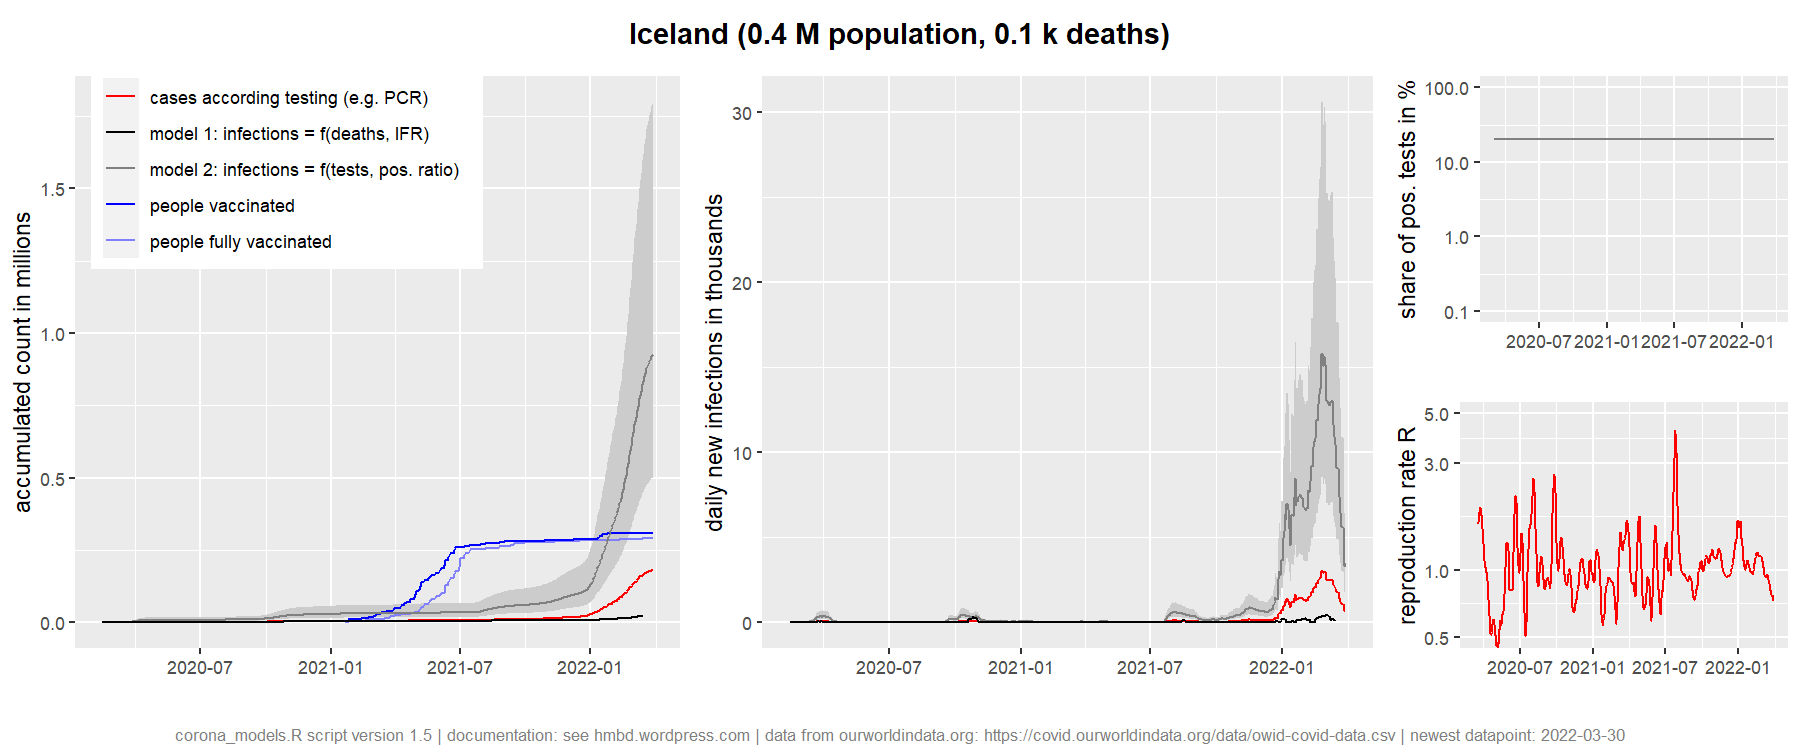 Iceland (0.4 M population, 0.1 k deaths)
accumulated count in millions
1.5
1.0
0.5
0.0
cases according testing (e.g. PCR)
model 1: infections = f(deaths, IFR)
model 2: infections = f(tests, pos. ratio)
people vaccinated
people fully vaccinated
2020-07 2021-01 2021-07 2022-01
daily new infections in thousands
30
20
10
0
2020-07 2021-01 2021-07 2022-01
share of pos. tests in %
100.0
10.0
1.0
0.1
2020-07 2021-01 2021-07 2022-01
reproduction rate R
5.0
3.0
1.0
0.5
2020-07 2021-01 2021-07 2022-01
corona_models.R script version 1.5 | documentation: see hmbd.wordpress.com | data from ourworldindata.org: https://covid.ourworldindata.org/data/owid-covid-data.csv | newest datapoint: 2022-03-30